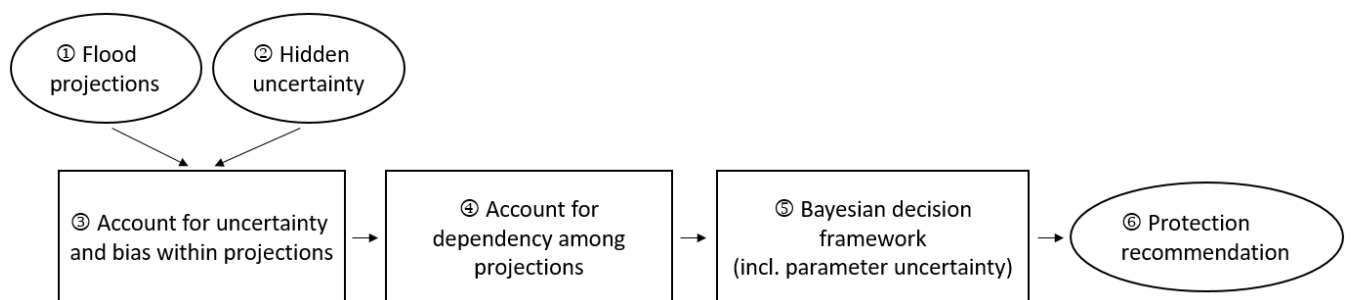 ① Flood
projections
② Hidden
uncertainty
③ Account for uncertainty
and bias within projections
④ Account for
dependency among
projections
⑤ Bayesian decision
framework
(incl. parameter uncertainty)
⑥ Protection
recommendation